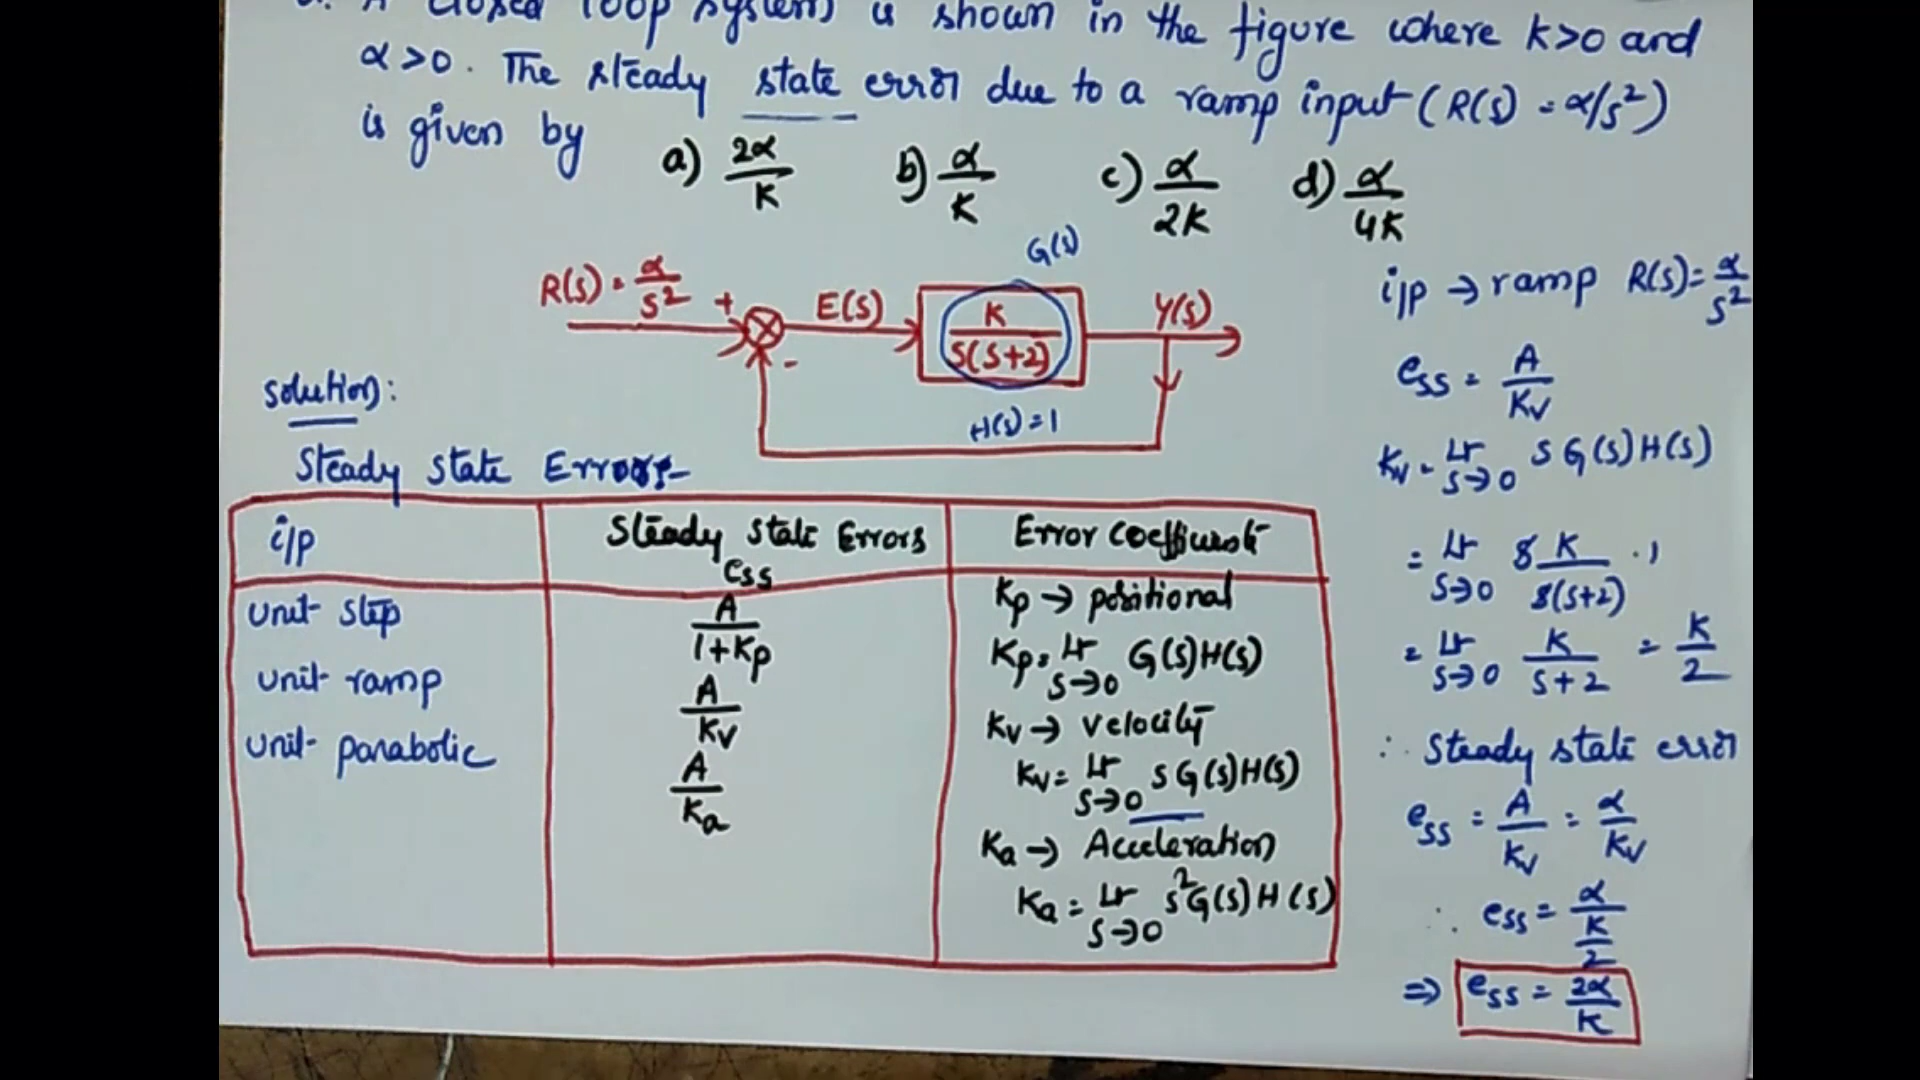 A closed loop system is shown in the figure where k>0 and
α>0. The steady state error due to a ramp input (R(s) = α/s²)
is given by a) 2α/K b) α/K c) α/2K d) α/4K
G(s)
R(s) = α/s² + - E(s) K/S(S+2) Y(s)
H(s)=1
Solution:
Steady state Errors-
i/p Steady state Errors ess Error coefficient
unit step A/1+Kp Kp → positional
Kp = Lt S→0 G(s)H(s)
unit ramp A/Kv Kv → velocity
Kv = Lt S→0 S G(s)H(s)
unit parabolic A/Ka Ka → Acceleration
Ka = Lt S→0 S²G(s)H(s)
i/p → ramp R(s) = α/s²
ess = A/Kv
Kv = Lt S→0 S G(s)H(s)
= Lt S→0 S K/S(S+2) . 1
= Lt S→0 K/S+2 = K/2
∴ Steady state error
ess = A/Kv = α/Kv
∴ ess = α/K/2
⇒ ess = 2α/K